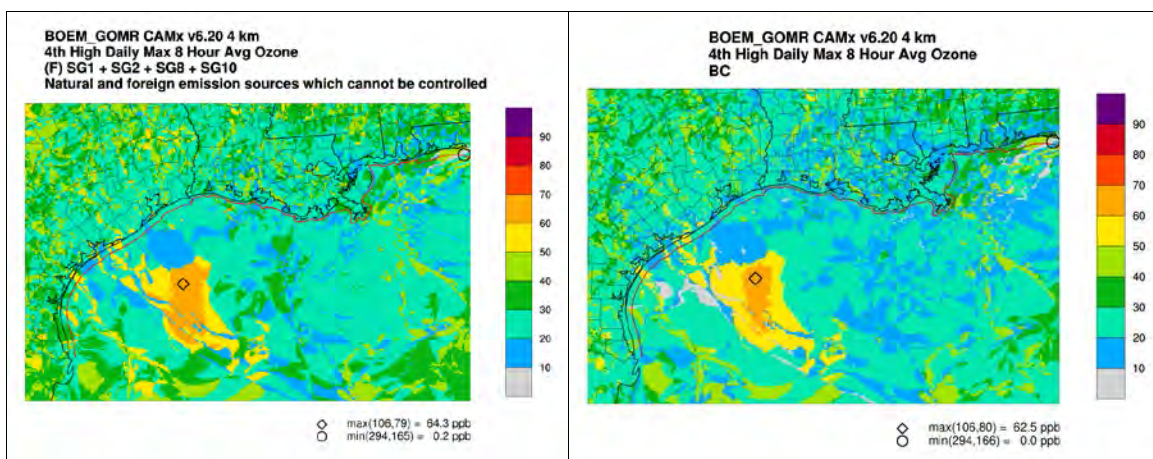 BOEM_GOMR CAMx v6.20 4 km
4th High Daily Max 8 Hour Avg Ozone
(F) SG1 + SG2 + SG8 + SG10
Natural and foreign emission sources which cannot be controlled
90
80
70
60
50
40
30
20
10
max(106,79) = 64.3 ppb
min(294,165) = 0.2 ppb
BOEM_GOMR CAMx v6.20 4 km
4th High Daily Max 8 Hour Avg Ozone
BC
90
80
70
60
50
40
30
20
10
max(106,80) = 62.5 ppb
min(294,166) = 0.0 ppb